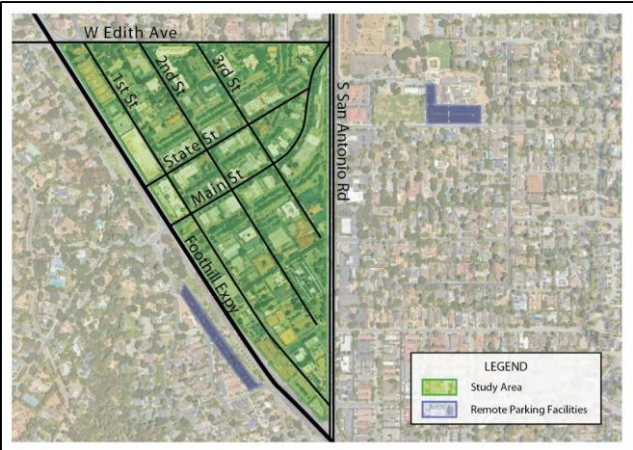 W Edith Ave
1st St
2nd St
3rd St
S San Antonio Rd
State St
Main St
Foothill Expy
LEGEND
Study Area
Remote Parking Facilities